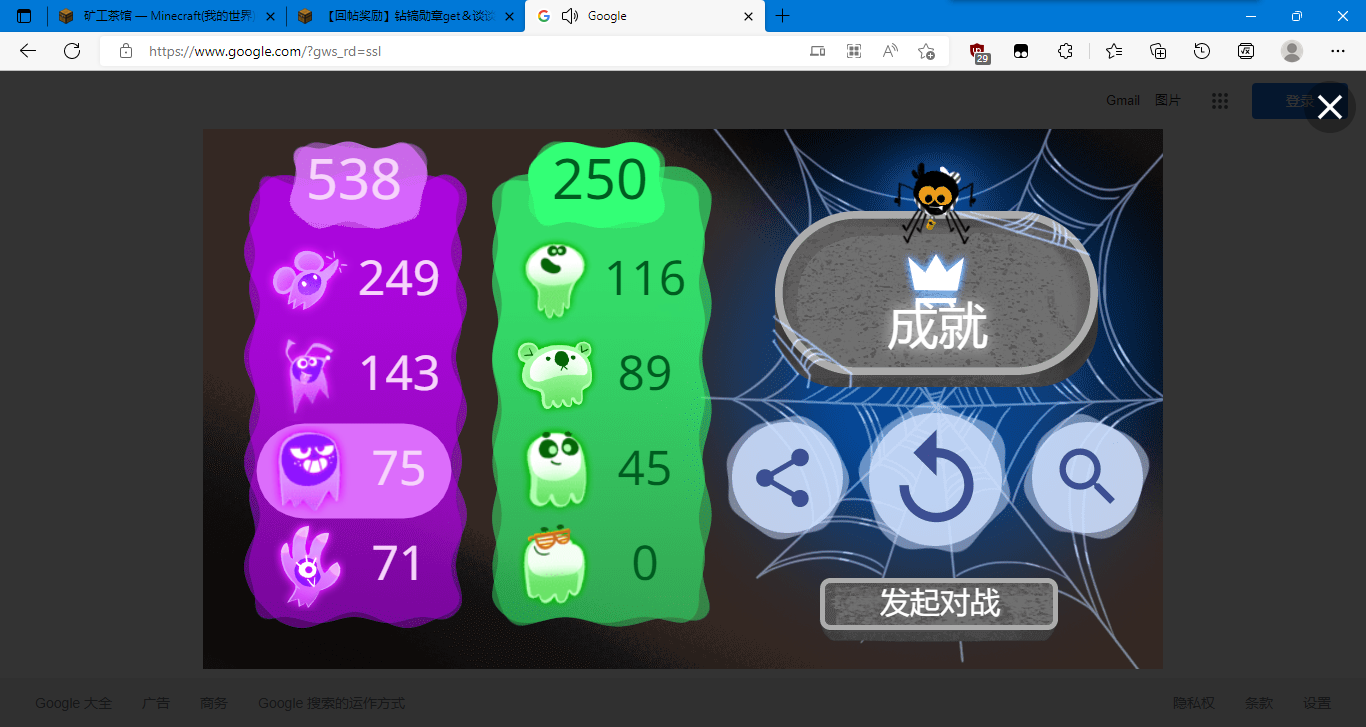 矿工茶馆 — Minecraft(我的世界
【回帖奖励】钻镐勋章get＆谈谈
Google
https://www.google.com/?gws_rd=ssl
29
Gmail
图片
登录
538
249
143
75
71
250
116
89
45
0
成就
发起对战
Google 大全
广告
商务
Google 搜索的运作方式
隐私权
条款
设置